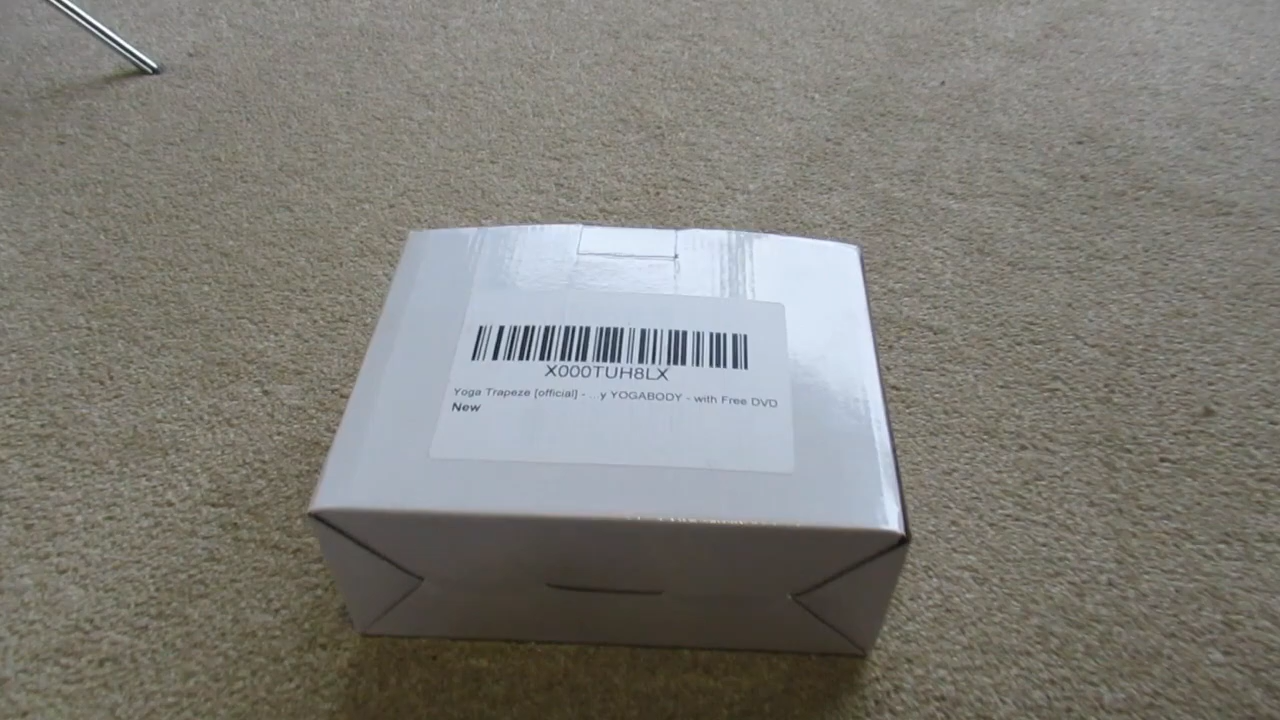 X000TUH8LX
Yoga Trapeze [official] - ...y YOGABODY - with Free DVD
New